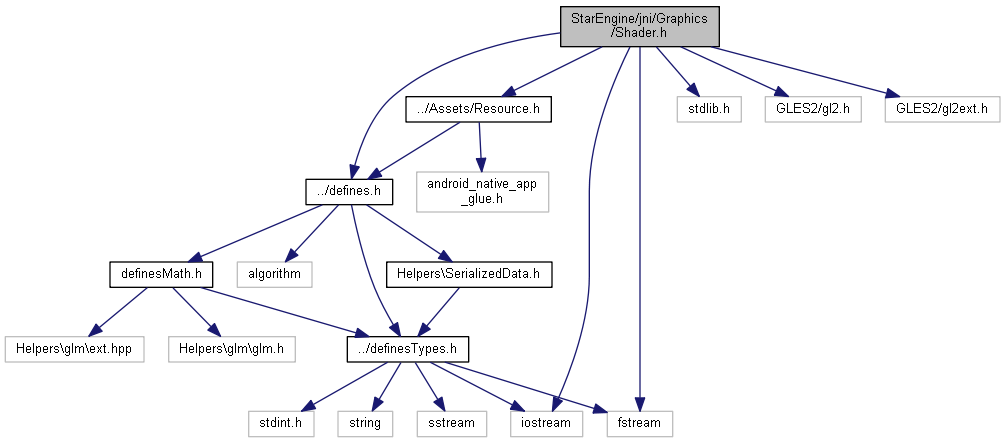 StarEngine/jni/Graphics
/Shader.h
../Assets/Resource.h
stdlib.h
GLES2/gl2.h
GLES2/gl2ext.h
../defines.h
android_native_app
_glue.h
definesMath.h
algorithm
Helpers\SerializedData.h
Helpers\glm\ext.hpp
Helpers\glm\glm.h
../definesTypes.h
stdint.h
string
sstream
iostream
fstream